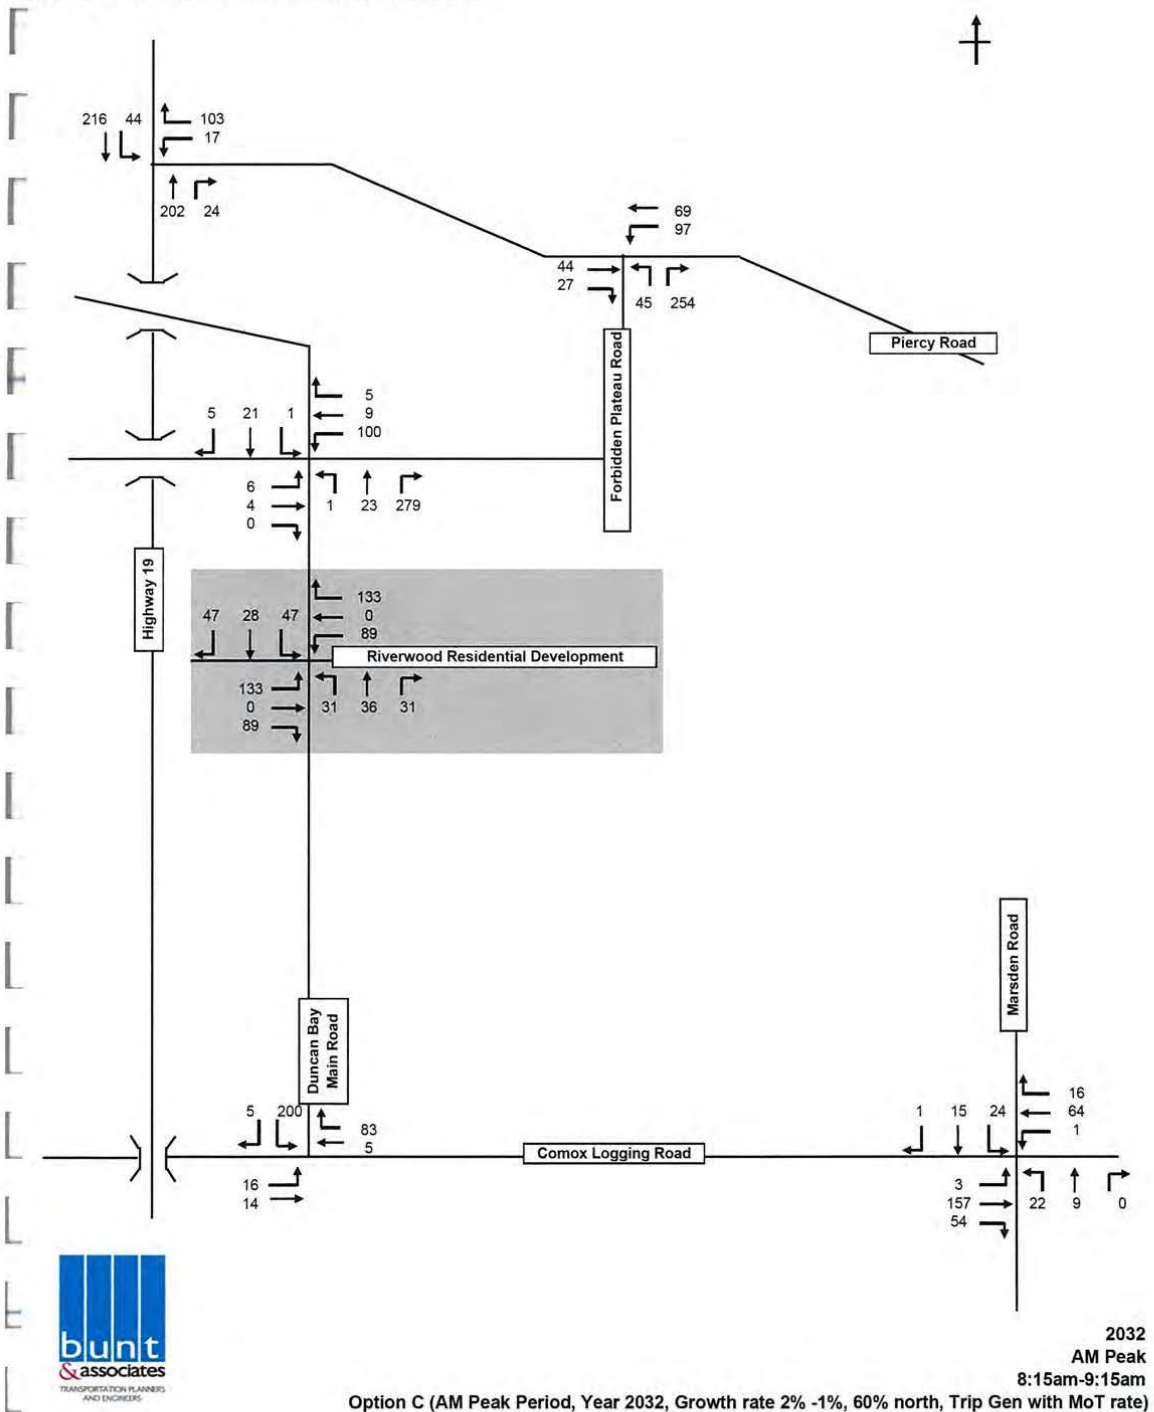 216 44
103
17
202 24
69
97
44
27
45 254
Piercy Road
Forbidden Plateau Road
5
9
100
5 21 1
6
4
0
1 23 279
Highway 19
133
0
89
47 28 47
Riverwood Residential Development
133
0
89
31 36 31
Duncan Bay
Main Road
Marsden Road
5 200
83
5
Comox Logging Road
16
14
1 15 24
16
64
1
3
157
54
22 9 0
bunt
& associates
TRANSPORTATION PLANNERS
AND ENGINEERS
2032
AM Peak
8:15am-9:15am
Option C (AM Peak Period, Year 2032, Growth rate 2% -1%, 60% north, Trip Gen with MoT rate)